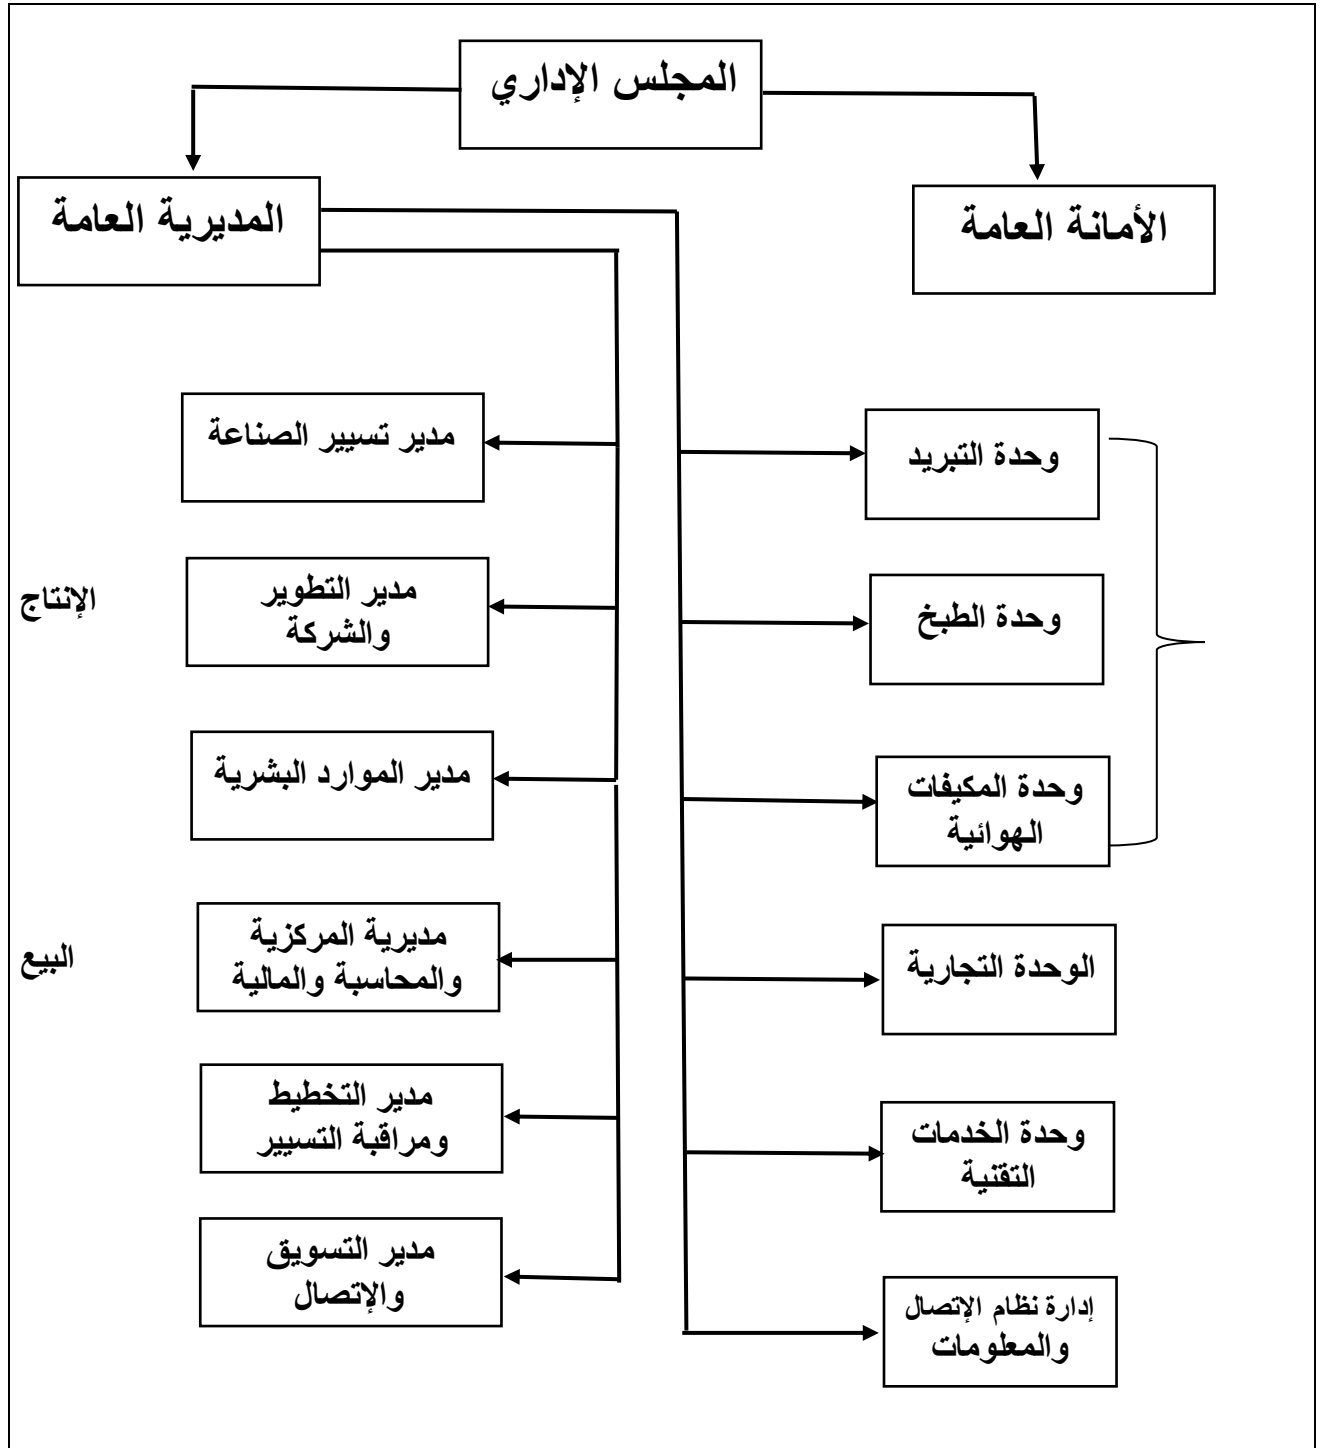 المجلس الإداري
الأمانة العامة
المديرية العامة
وحدة التبريد
مدير تسيير الصناعة
وحدة الطبخ
مدير التطوير
والشركة
الإنتاج
وحدة المكيفات
الهوائية
مدير الموارد البشرية
الوحدة التجارية
مديرية المركزية
والمحاسبة والمالية
البيع
وحدة الخدمات
التقنية
مدير التخطيط
ومراقبة التسيير
إدارة نظام الإتصال
والمعلومات
مدير التسويق
والإتصال